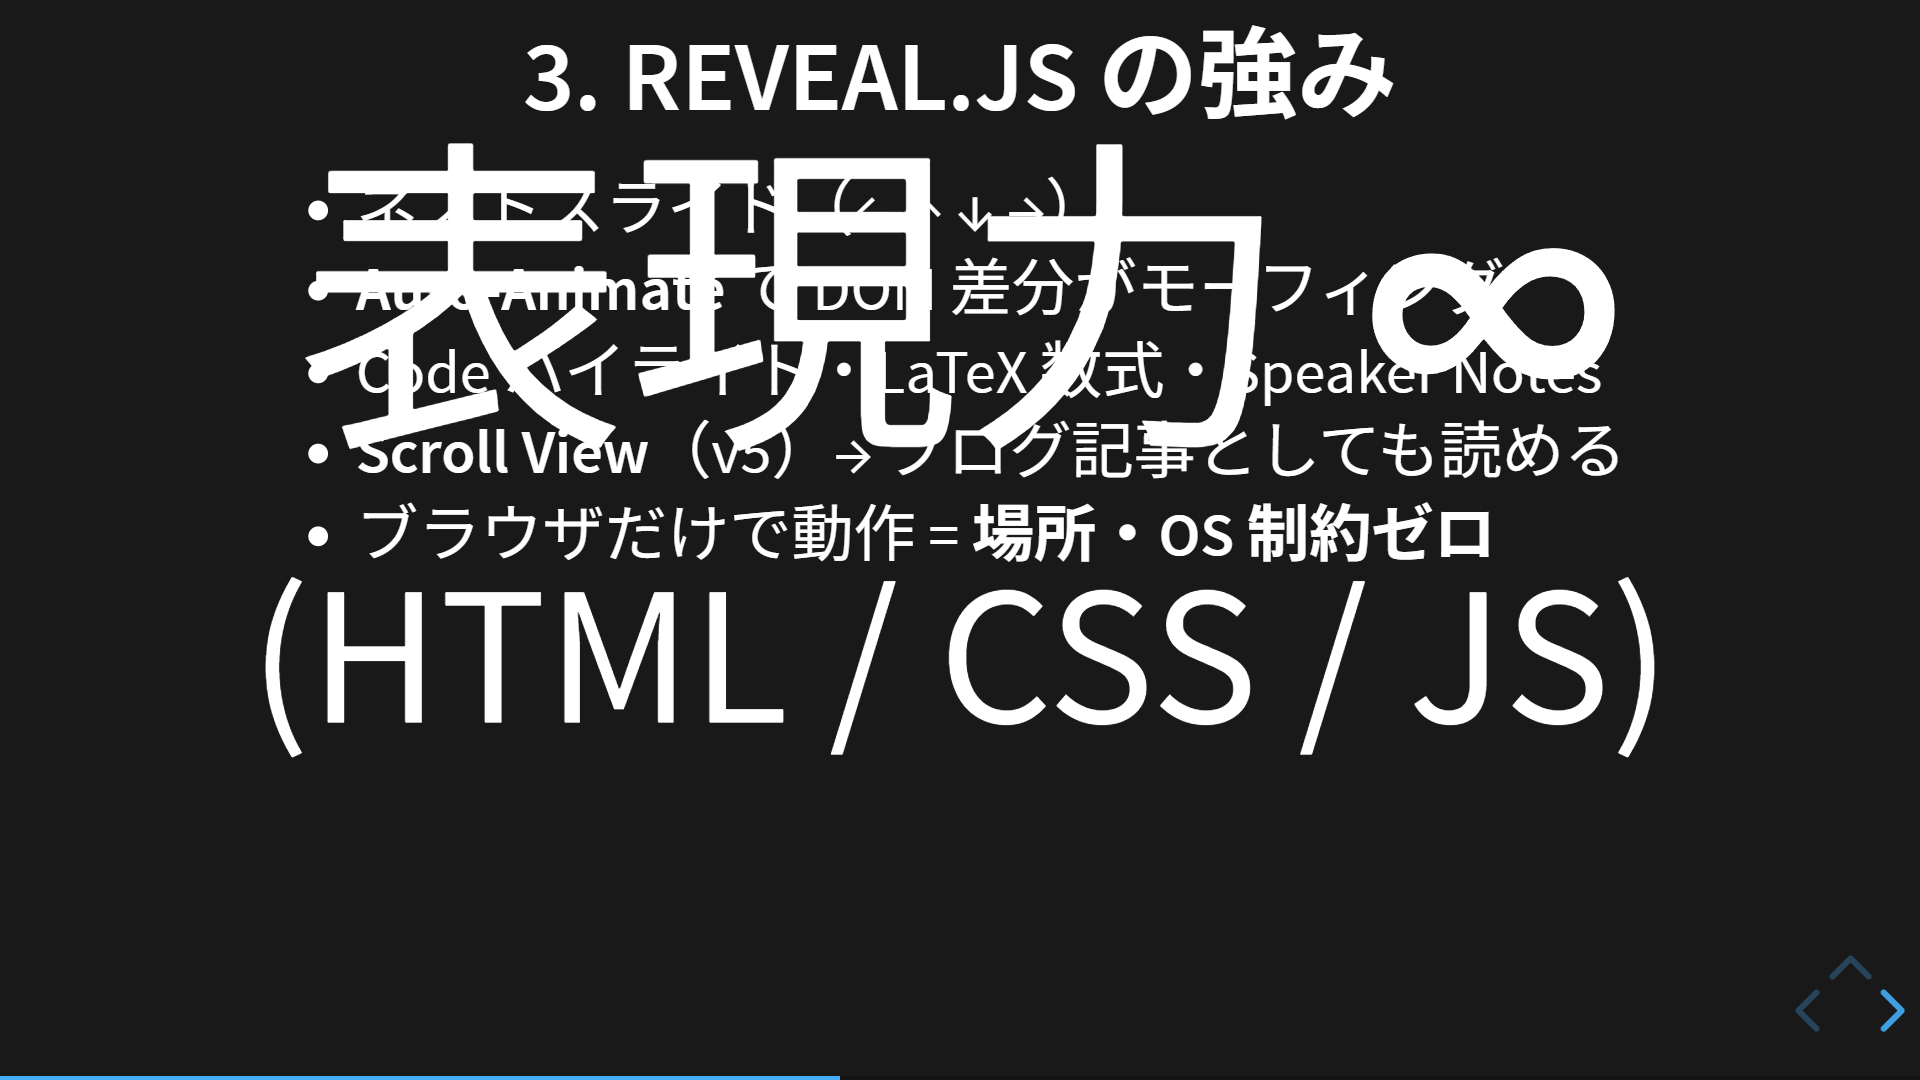 3. REVEAL.JS の強み
表現力 ∞
• ネストスライド（← ↑ ↓ →）
• Auto-Animate で DOM 差分がモーフィング
• Code ハイライト・LaTeX 数式・Speaker Notes
• Scroll View（v5）→ ブログ記事としても読める
• ブラウザだけで動作 = 場所・OS 制約ゼロ
(HTML / CSS / JS)